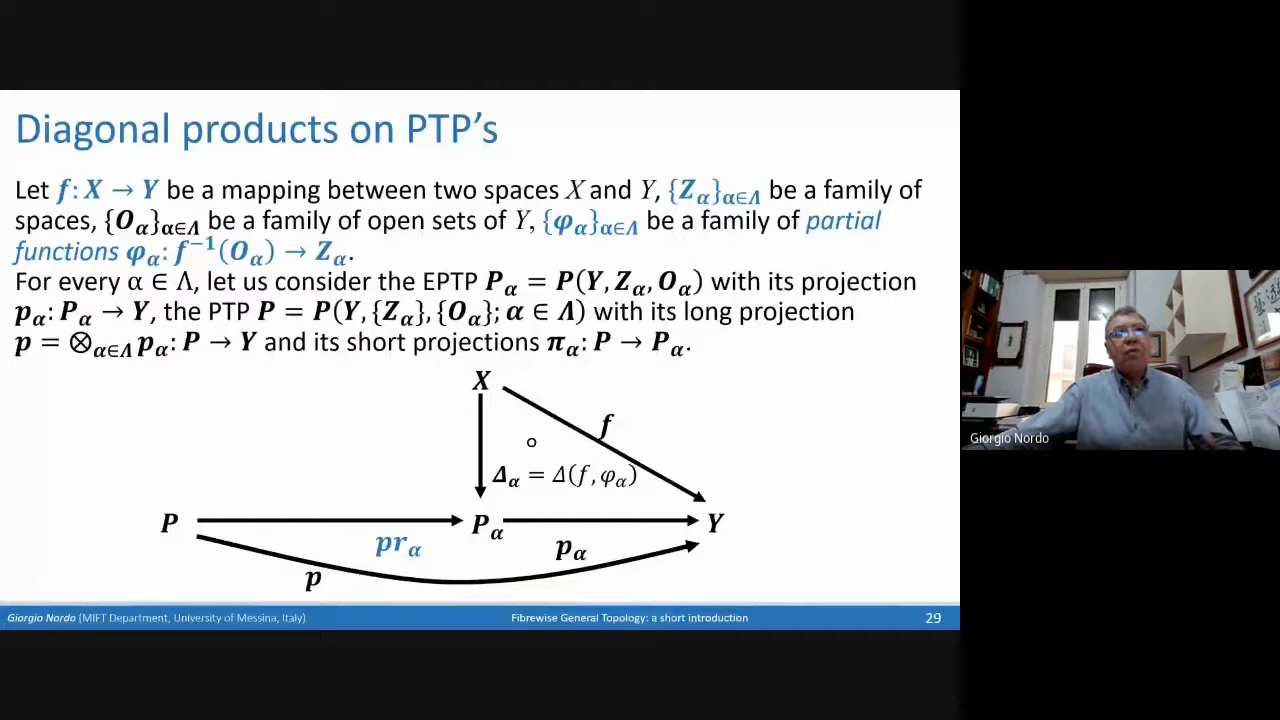 Diagonal products on PTP’s
Let f: X → Y be a mapping between two spaces X and Y, {Z_α}_α∈Λ be a family of
spaces, {O_α}_α∈Λ be a family of open sets of Y, {φ_α}_α∈Λ be a family of partial
functions φ_α: f⁻¹(O_α) → Z_α.
For every α ∈ Λ, let us consider the EPTP P_α = P(Y, Z_α, O_α) with its projection
p_α: P_α → Y, the PTP P = P(Y, {Z_α}, {O_α}; α ∈ Λ) with its long projection
p = ⊗_α∈Λ p_α: P → Y and its short projections π_α: P → P_α.
X
f
Δ_α = Δ(f, φ_α)
P
P_α
Y
pr_α
p_α
p
Giorgio Nordo
Giorgio Nordo (MIFT Department, University of Messina, Italy)
Fibrewise General Topology: a short introduction
29